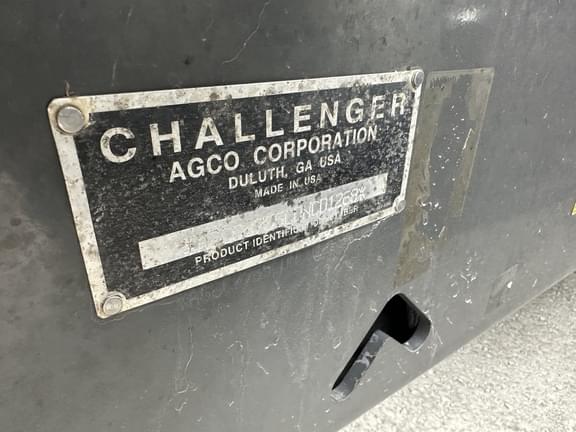 CHALLENGER
AGCO CORPORATION
DULUTH, GA USA
MADE IN USA
PRODUCT IDENTIFICATION NUMBER